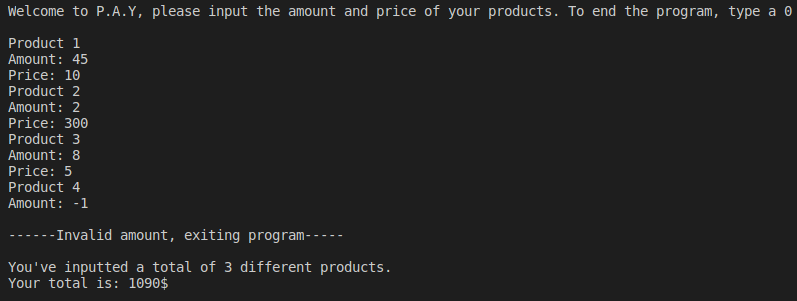 Welcome to P.A.Y, please input the amount and price of your products. To end the program, type a 0
Product 1
Amount: 45
Price: 10
Product 2
Amount: 2
Price: 300
Product 3
Amount: 8
Price: 5
Product 4
Amount: -1
------Invalid amount, exiting program-----
You've inputted a total of 3 different products.
Your total is: 1090$